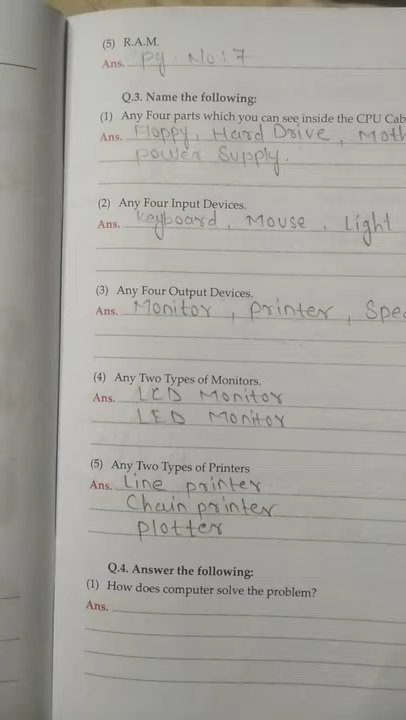 (5) R.A.M.
Ans. Pg. No: 17
Q.3. Name the following:
(1) Any Four parts which you can see inside the CPU Cab
Ans. Floppy, Hard Drive, Moth
power Supply.
(2) Any Four Input Devices.
Ans. Keyboard, Mouse, Light
(3) Any Four Output Devices.
Ans. Monitor, printer, Spea
(4) Any Two Types of Monitors.
Ans. LCD Monitor
LED Monitor
(5) Any Two Types of Printers
Ans. Line printer
Chain printer
plotter
Q.4. Answer the following:
(1) How does computer solve the problem?
Ans.